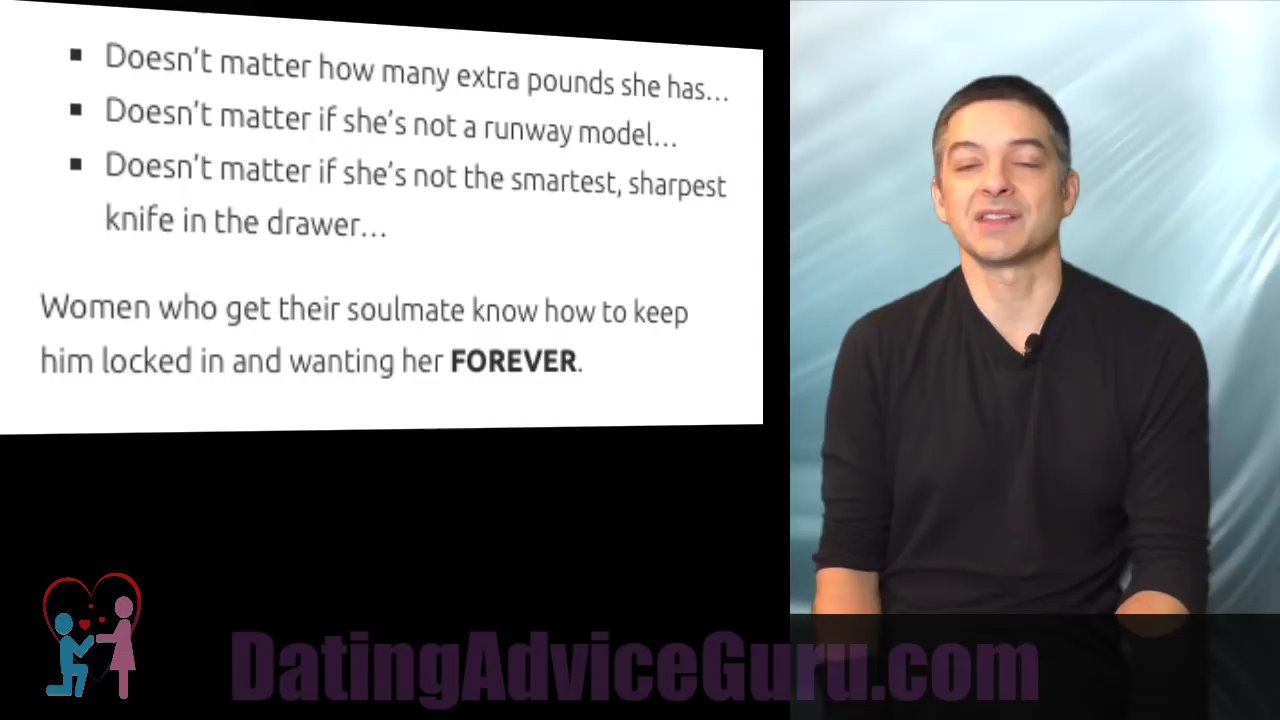 Doesn't matter how many extra pounds she has...
Doesn't matter if she's not a runway model...
Doesn't matter if she's not the smartest, sharpest
knife in the drawer...
Women who get their soulmate know how to keep
him locked in and wanting her FOREVER.
DatingAdviceGuru.com